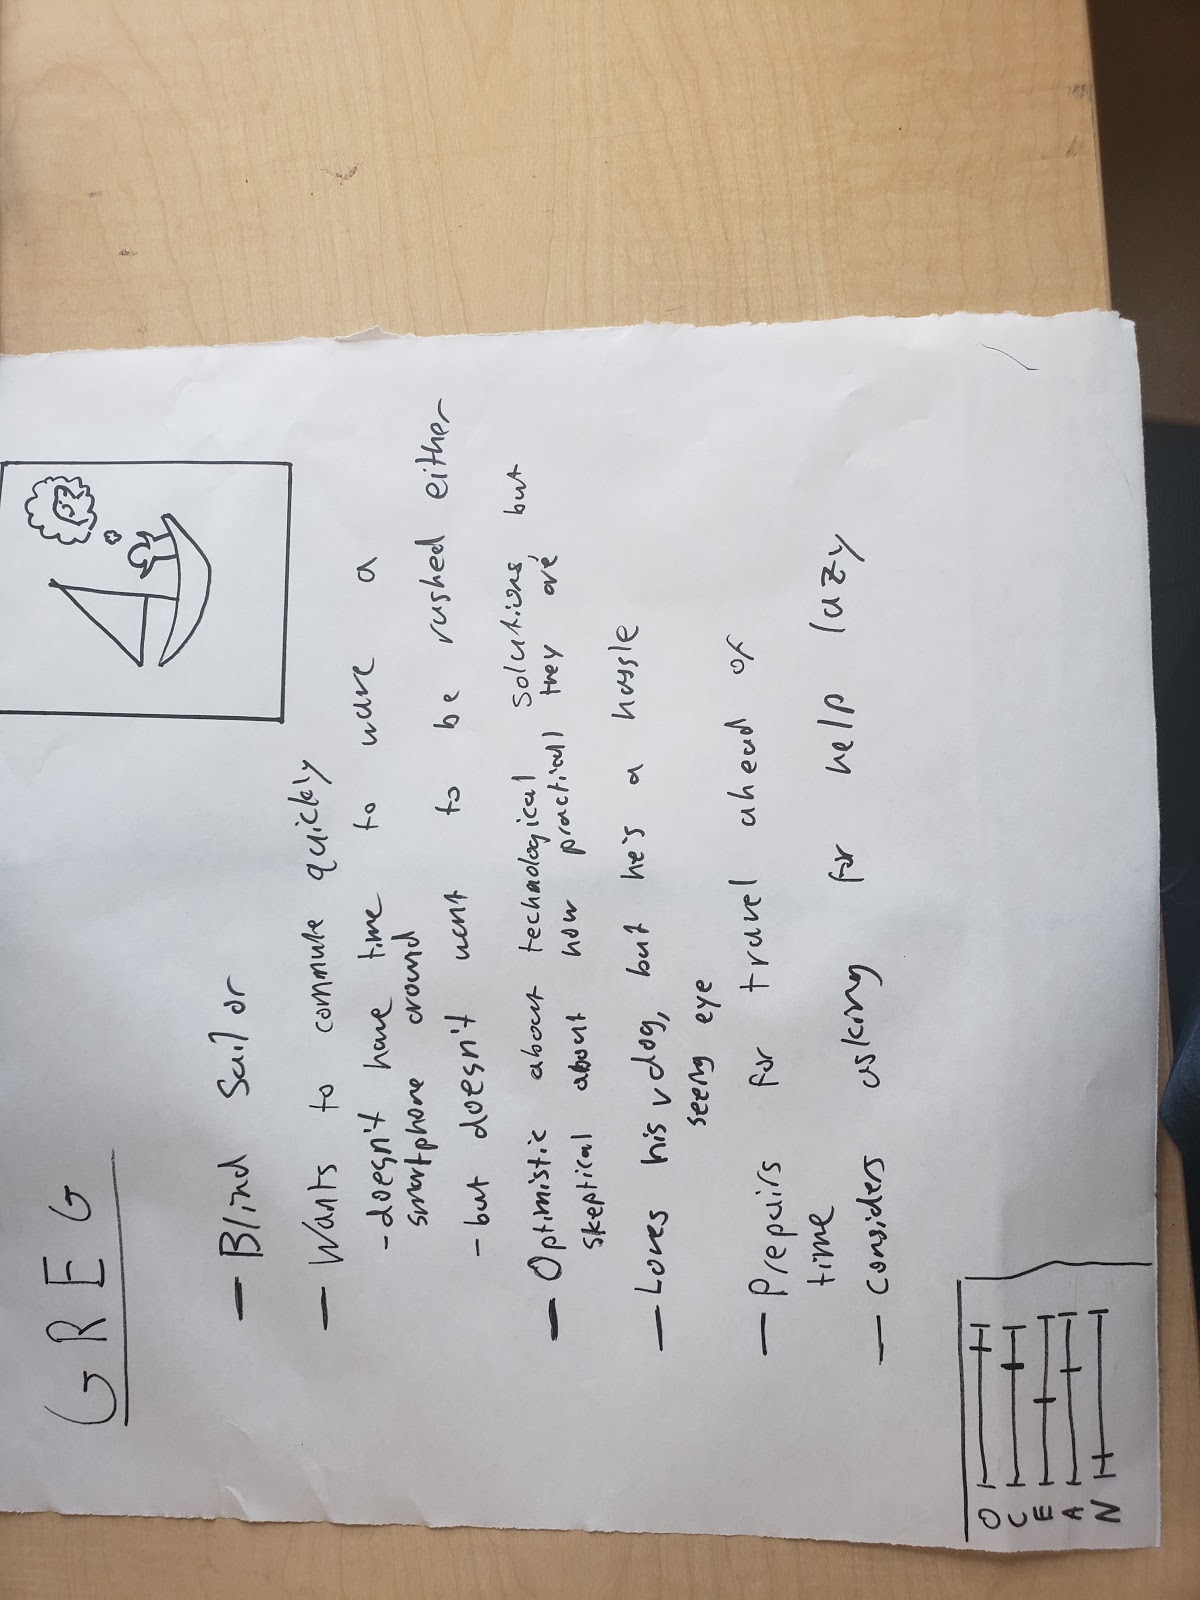 GREG
- Blind Sailor
- Wants to commute quickly
- doesn't have time to wave a
smartphone around
- but doesn't want to be rushed either
- Optimistic about technological solutions, but
skeptical about how practical they are
- Loves his v dog, but he's a hassle
seeing eye
- Prepairs for travel ahead of
time
- considers asking for help lazy
O
C
E
A
N